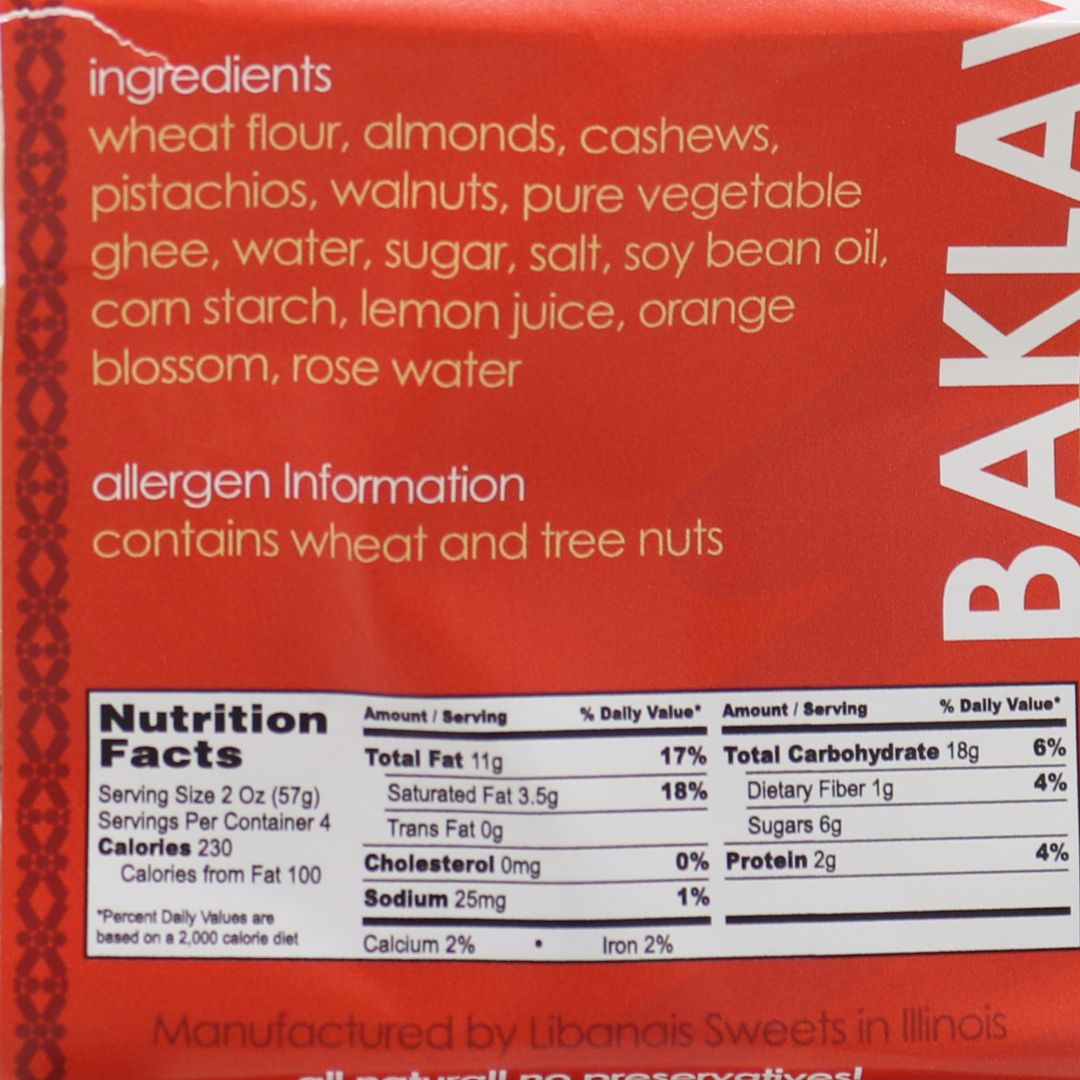 ingredients
wheat flour, almonds, cashews,
pistachios, walnuts, pure vegetable
ghee, water, sugar, salt, soy bean oil,
corn starch, lemon juice, orange
blossom, rose water
allergen Information
contains wheat and tree nuts
BAKLA
Nutrition
Facts
Serving Size 2 Oz (57g)
Servings Per Container 4
Calories 230
Calories from Fat 100
*Percent Daily Values are
based on a 2,000 calorie diet
Amount / Serving % Daily Value*
Total Fat 11g 17%
Saturated Fat 3.5g 18%
Trans Fat 0g
Cholesterol 0mg 0%
Sodium 25mg 1%
Calcium 2% • Iron 2%
Amount / Serving % Daily Value*
Total Carbohydrate 18g 6%
Dietary Fiber 1g 4%
Sugars 6g
Protein 2g 4%
Manufactured by Libanais Sweets in Illinois
all natural! no preservatives!